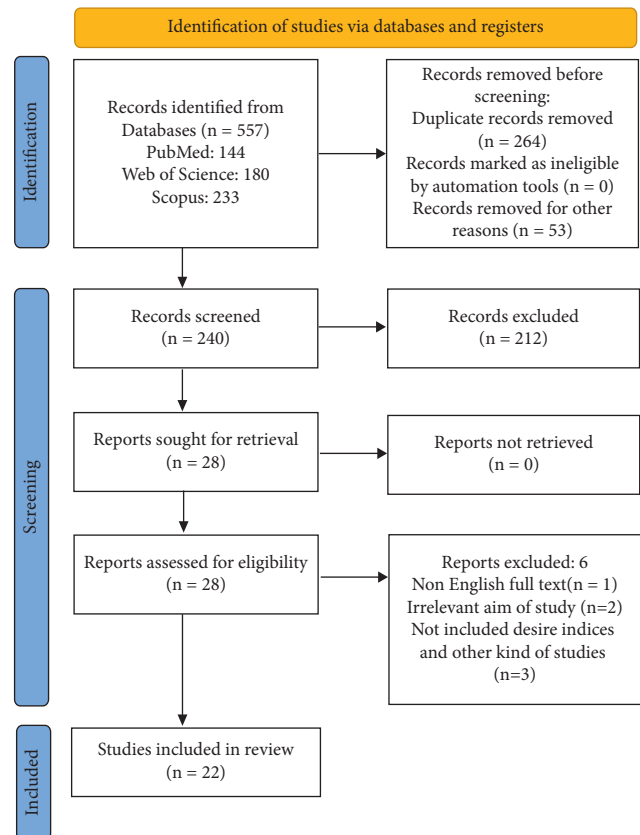 Identification of studies via databases and registers
Identification
Records identified from
Databases (n = 557)
PubMed: 144
Web of Science: 180
Scopus: 233
Records removed before
screening:
Duplicate records removed
(n = 264)
Records marked as ineligible
by automation tools (n = 0)
Records removed for other
reasons (n = 53)
Screening
Records screened
(n = 240)
Records excluded
(n = 212)
Reports sought for retrieval
(n = 28)
Reports not retrieved
(n = 0)
Reports assessed for eligibility
(n = 28)
Reports excluded: 6
Non English full text(n = 1)
Irrelevant aim of study (n=2)
Not included desire indices
and other kind of studies
(n=3)
Included
Studies included in review
(n = 22)